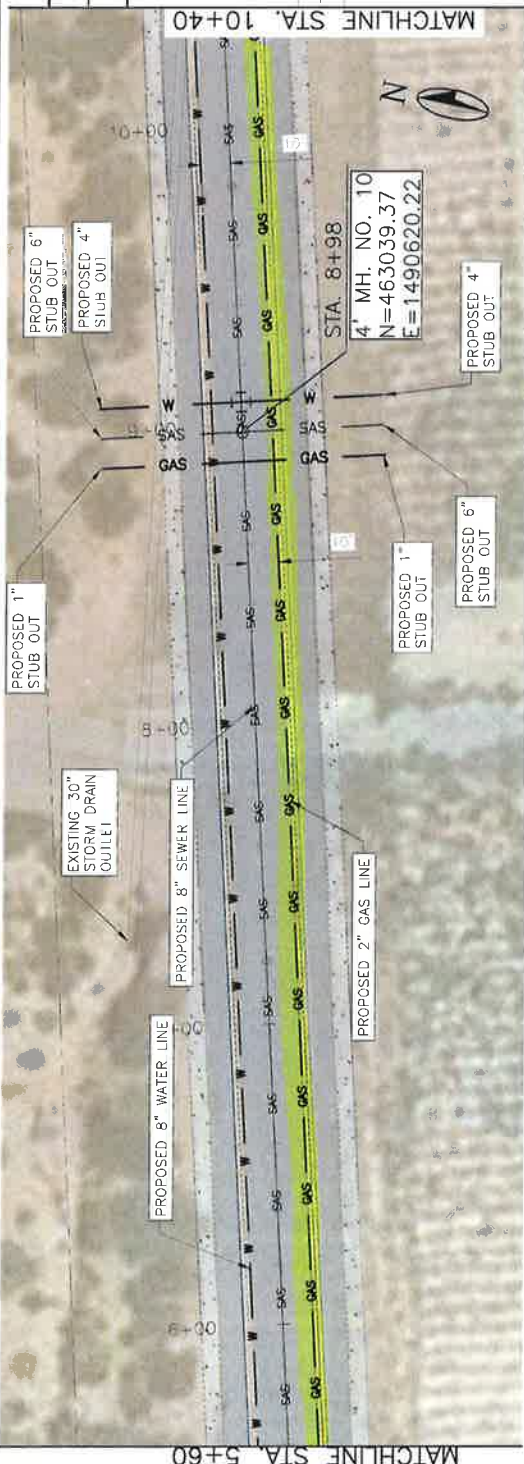 MATCHLINE STA. 5+60
MATCHLINE STA. 10+40
PROPOSED 8" WATER LINE
EXISTING 30"
STORM DRAIN
OUTLET
PROPOSED 8" SEWER LINE
PROPOSED 2" GAS LINE
PROPOSED 1"
STUB OUT
PROPOSED 6"
STUB OUT
PROPOSED 4"
STUB OUT
PROPOSED 1"
STUB OUT
PROPOSED 6"
STUB OUT
PROPOSED 4"
STUB OUT
STA. 8+98
4' MH. NO. 10
N=463039.37
E=1490620.22
N
6+00
8+00
10+00
W
SAS
GAS
W
SAS
GAS